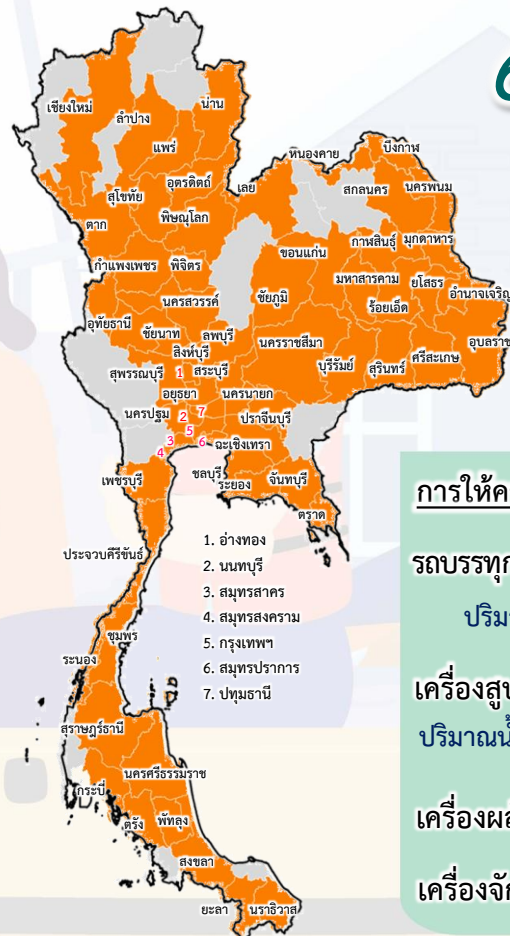 เชียงใหม่
น่าน
ลำปาง
แพร่
หนองคาย
บึงกาฬ
อุตรดิตถ์
เลย
สกลนคร
นครพนม
สุโขทัย
ตาก
พิษณุโลก
ขอนแก่น
กาฬสินธุ์
มุกดาหาร
กำแพงเพชร
พิจิตร
มหาสารคาม
ยโสธร
นครสวรรค์
ชัยภูมิ
ร้อยเอ็ด
อำนาจเจริญ
อุทัยธานี
ชัยนาท
ลพบุรี
นครราชสีมา
อุบลราช
สิงห์บุรี
สุพรรณบุรี
1
สระบุรี
บุรีรัมย์
สุรินทร์
ศรีสะเกษ
อยุธยา
นครนายก
นครปฐม
2
7
ปราจีนบุรี
5
3
6
ฉะเชิงเทรา
4
เพชรบุรี
ชลบุรี
ระยอง
จันทบุรี
ตราด
ประจวบคีรีขันธ์
1. อ่างทอง
2. นนทบุรี
3. สมุทรสาคร
4. สมุทรสงคราม
5. กรุงเทพฯ
6. สมุทรปราการ
7. ปทุมธานี
ชุมพร
ระนอง
สุราษฎร์ธานี
นครศรีธรรมราช
กระบี่
ตรัง
พัทลุง
สงขลา
ยะลา
นราธิวาส
การให้ค
รถบรรทุก
ปริมา
เครื่องสูบ
ปริมาณน้ำ
เครื่องผล
เครื่องจัก